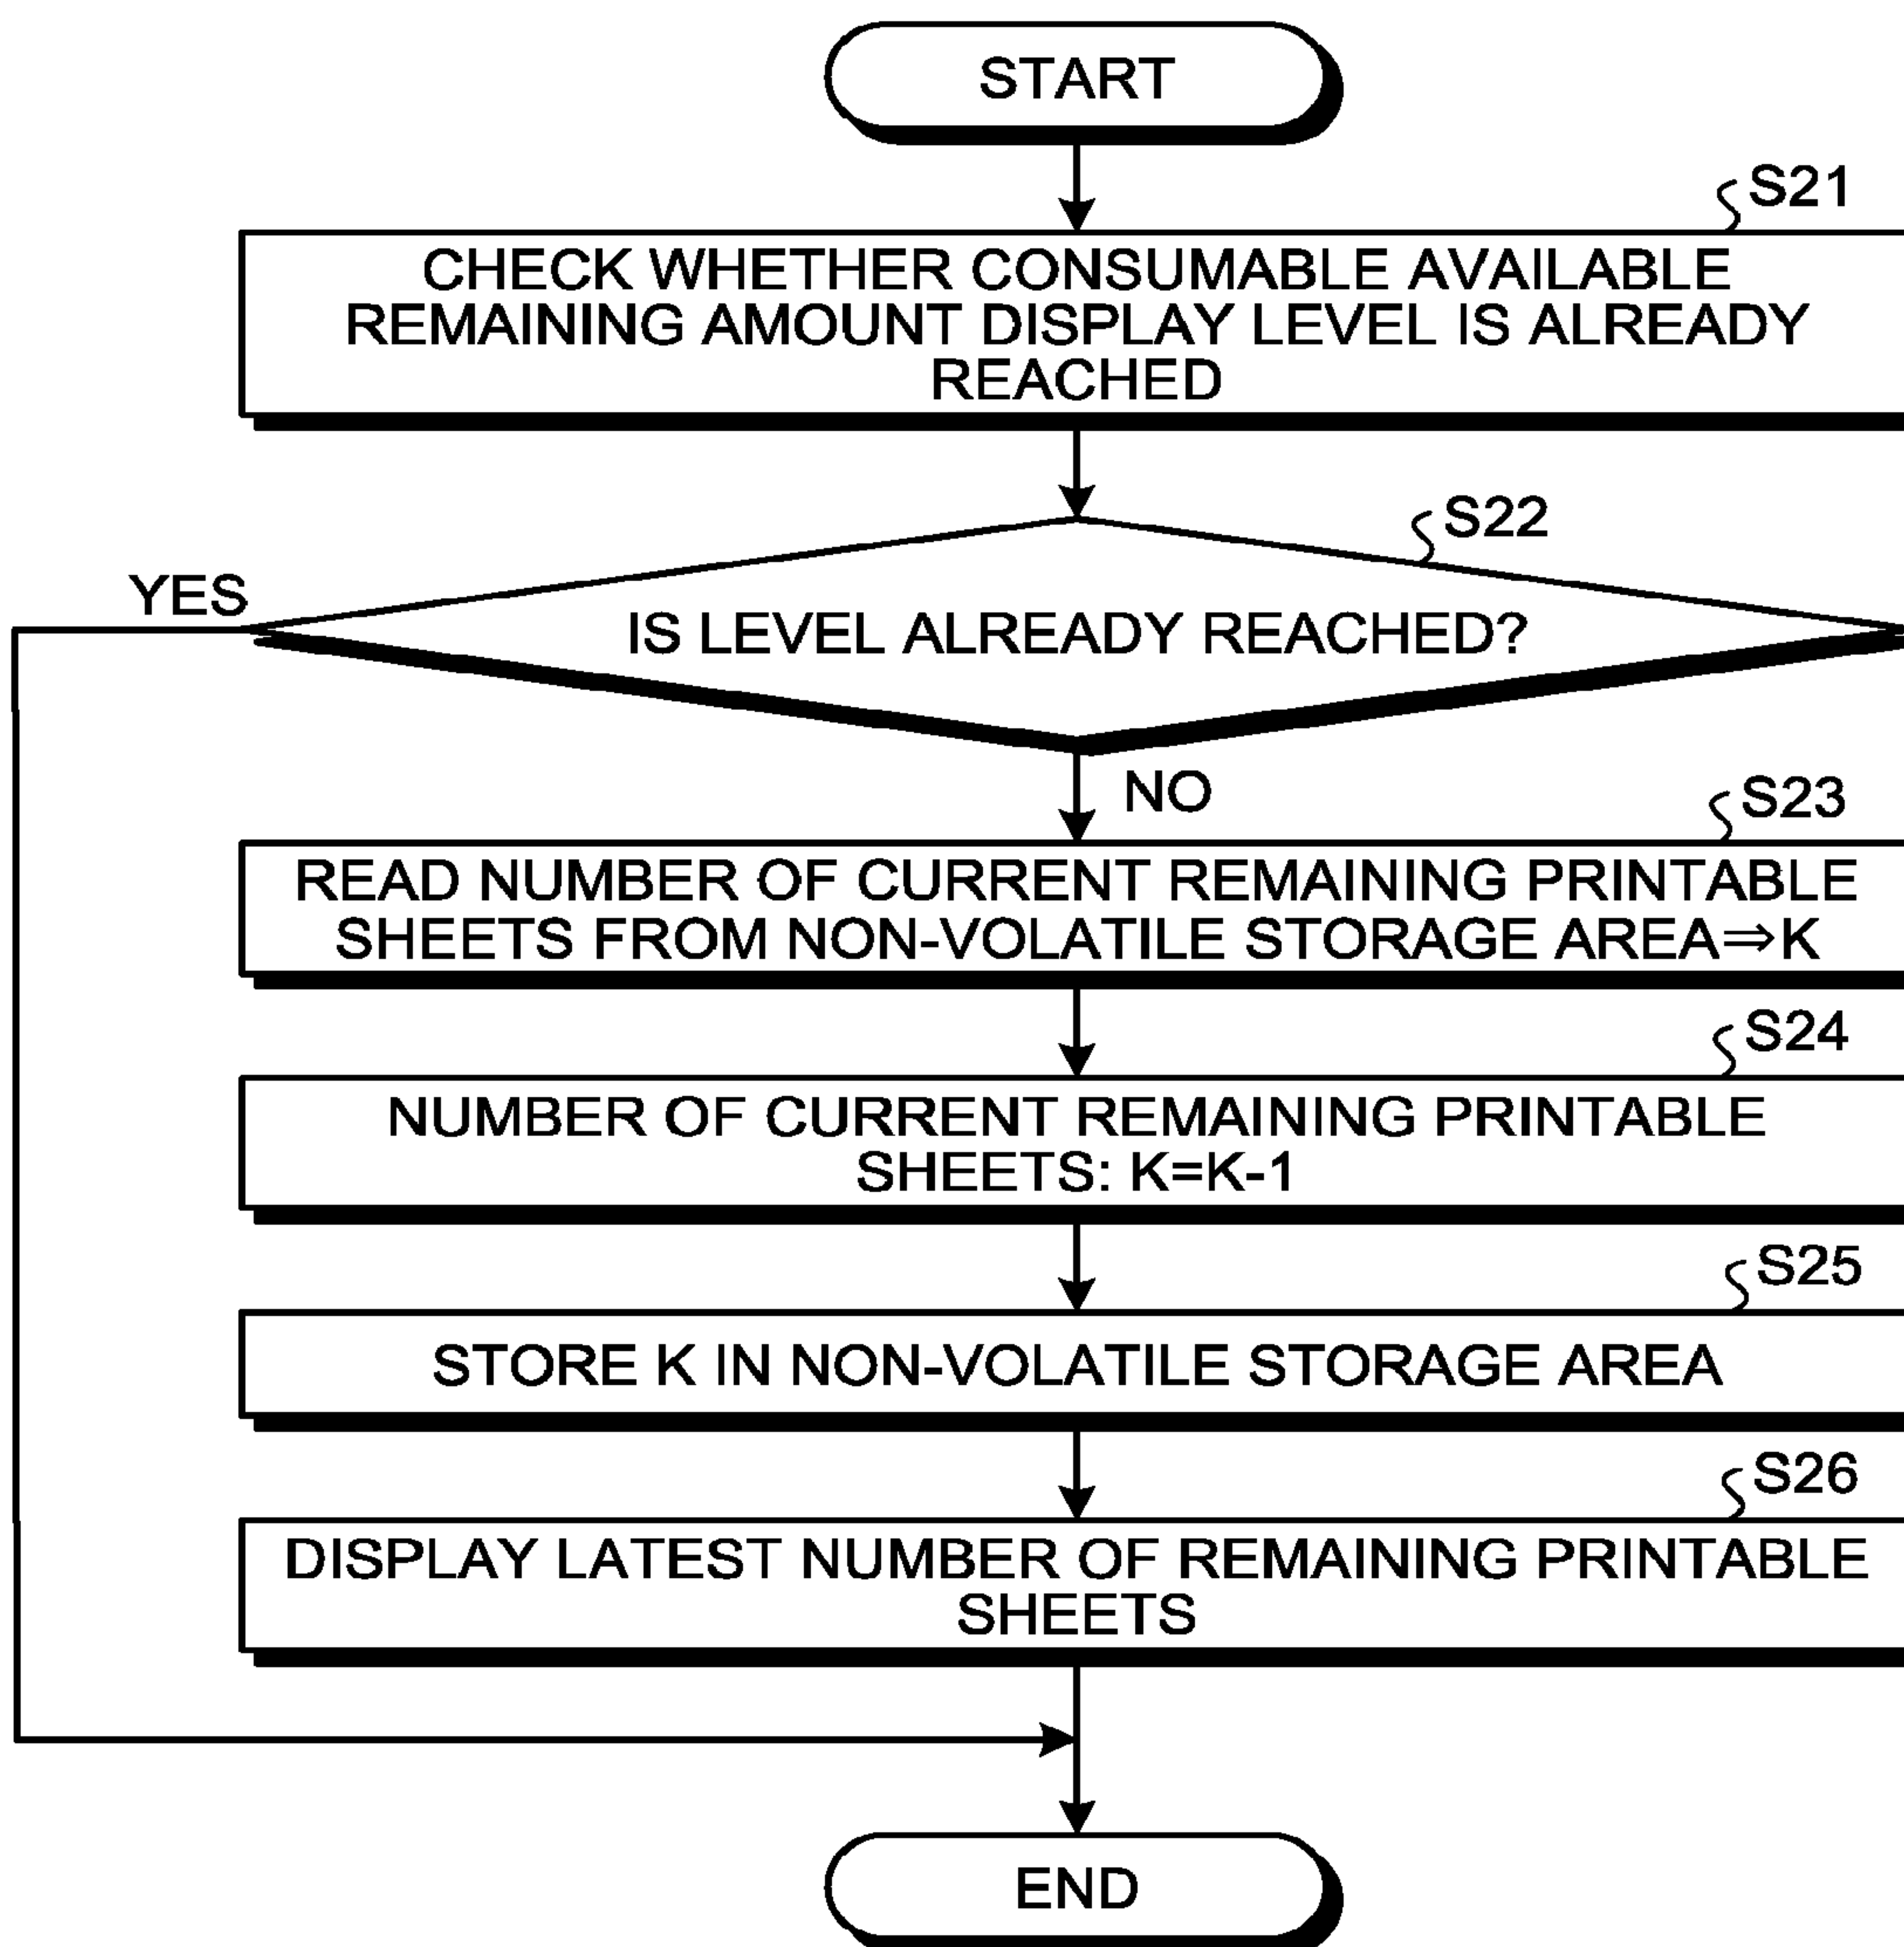 START
S21
CHECK WHETHER CONSUMABLE AVAILABLE
REMAINING AMOUNT DISPLAY LEVEL IS ALREADY
REACHED
S22
YES
IS LEVEL ALREADY REACHED?
NO
S23
READ NUMBER OF CURRENT REMAINING PRINTABLE
SHEETS FROM NON-VOLATILE STORAGE AREA⇒K
S24
NUMBER OF CURRENT REMAINING PRINTABLE
SHEETS: K=K-1
S25
STORE K IN NON-VOLATILE STORAGE AREA
S26
DISPLAY LATEST NUMBER OF REMAINING PRINTABLE
SHEETS
END